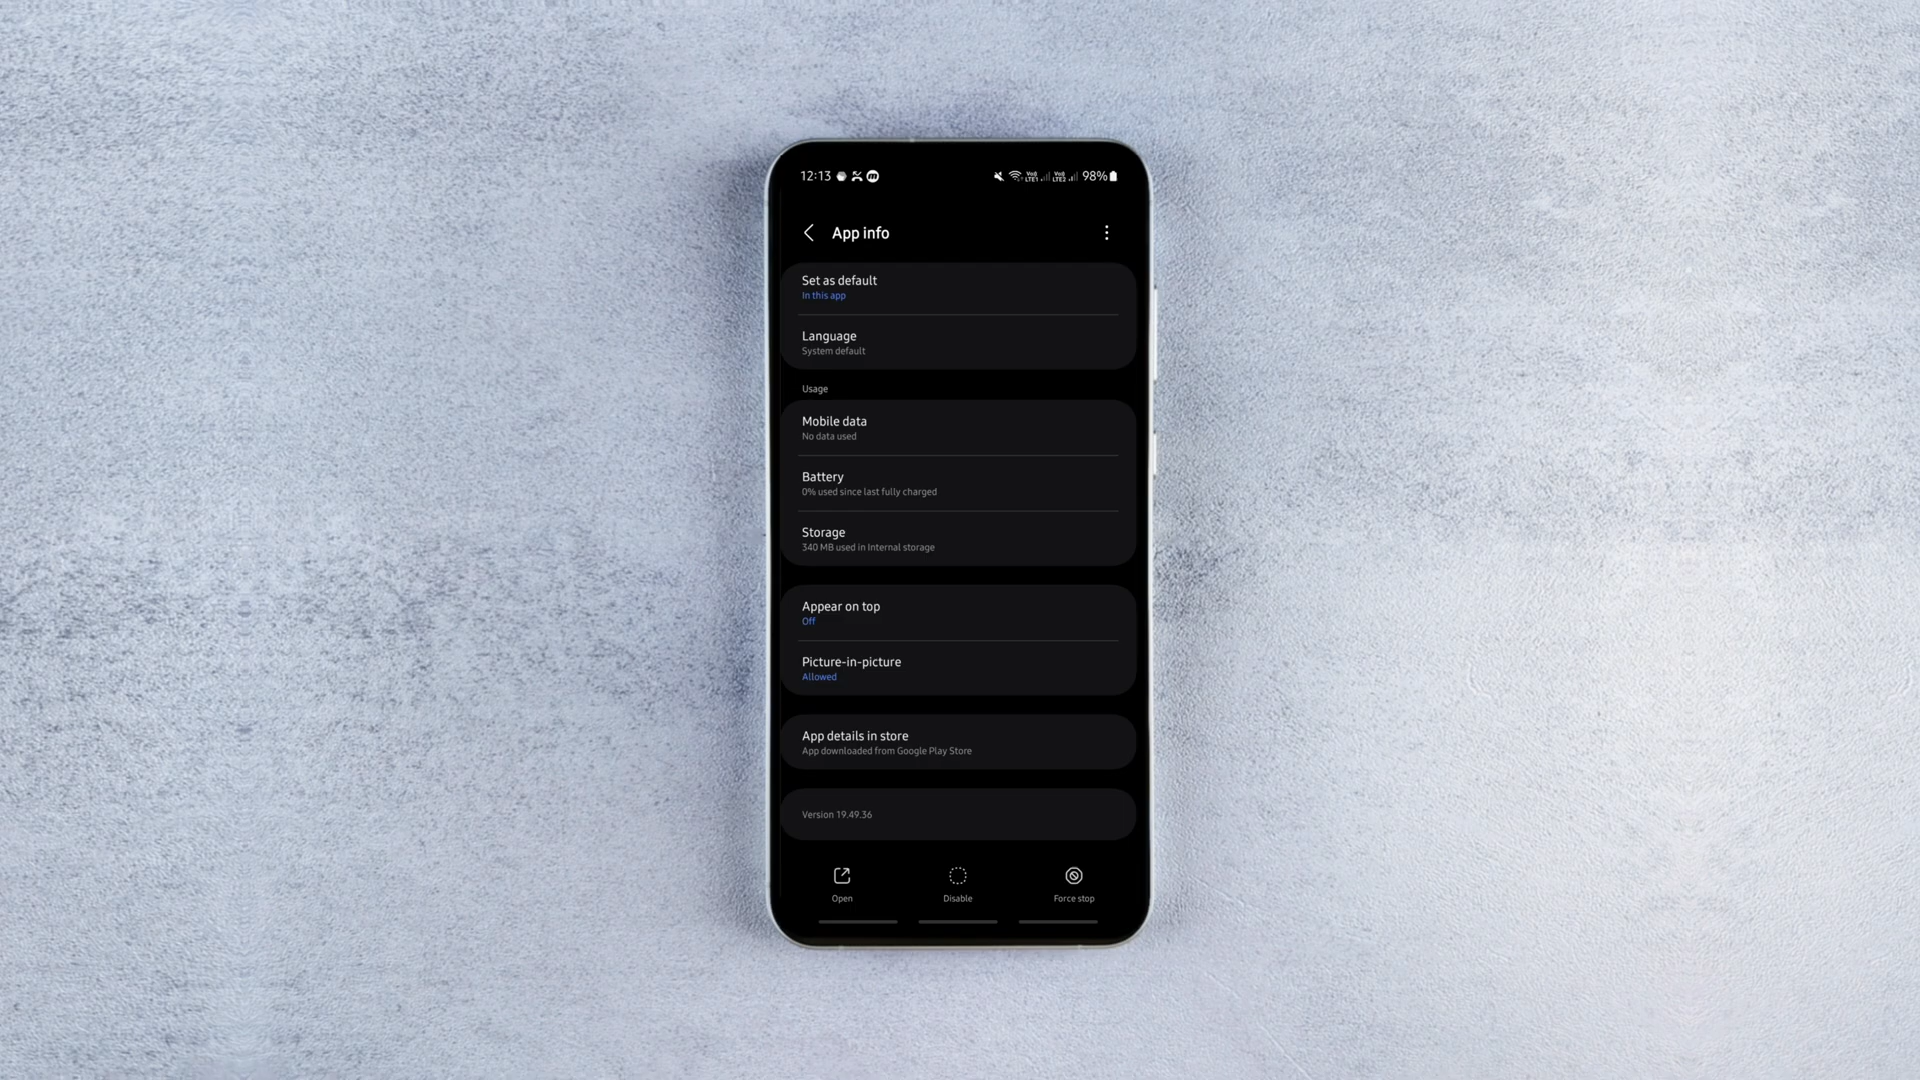 12:13 98%
App info
Set as default
In this app
Language
System default
Usage
Mobile data
No data used
Battery
0% used since last fully charged
Storage
340 MB used in Internal storage
Appear on top
Off
Picture-in-picture
Allowed
App details in store
App downloaded from Google Play Store
Version 19.49.36
Open Disable Force stop